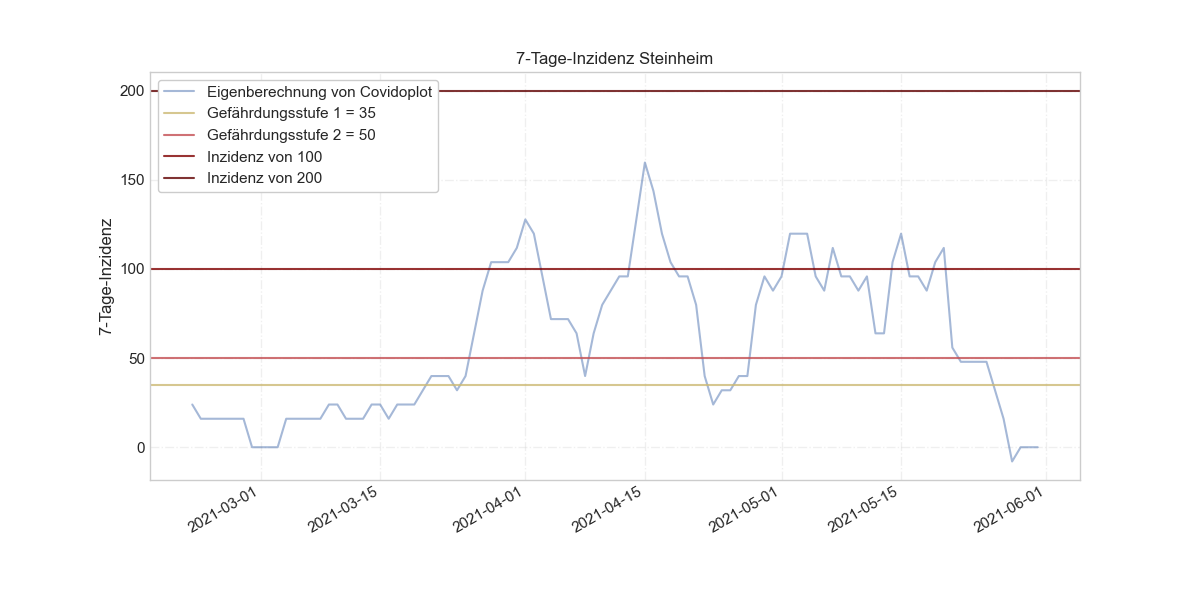 7-Tage-Inzidenz Steinheim
Eigenberechnung von Covidoplot
Gefährdungsstufe 1 = 35
Gefährdungsstufe 2 = 50
Inzidenz von 100
Inzidenz von 200
7-Tage-Inzidenz
200
150
100
50
0
2021-03-01
2021-03-15
2021-04-01
2021-04-15
2021-05-01
2021-05-15
2021-06-01